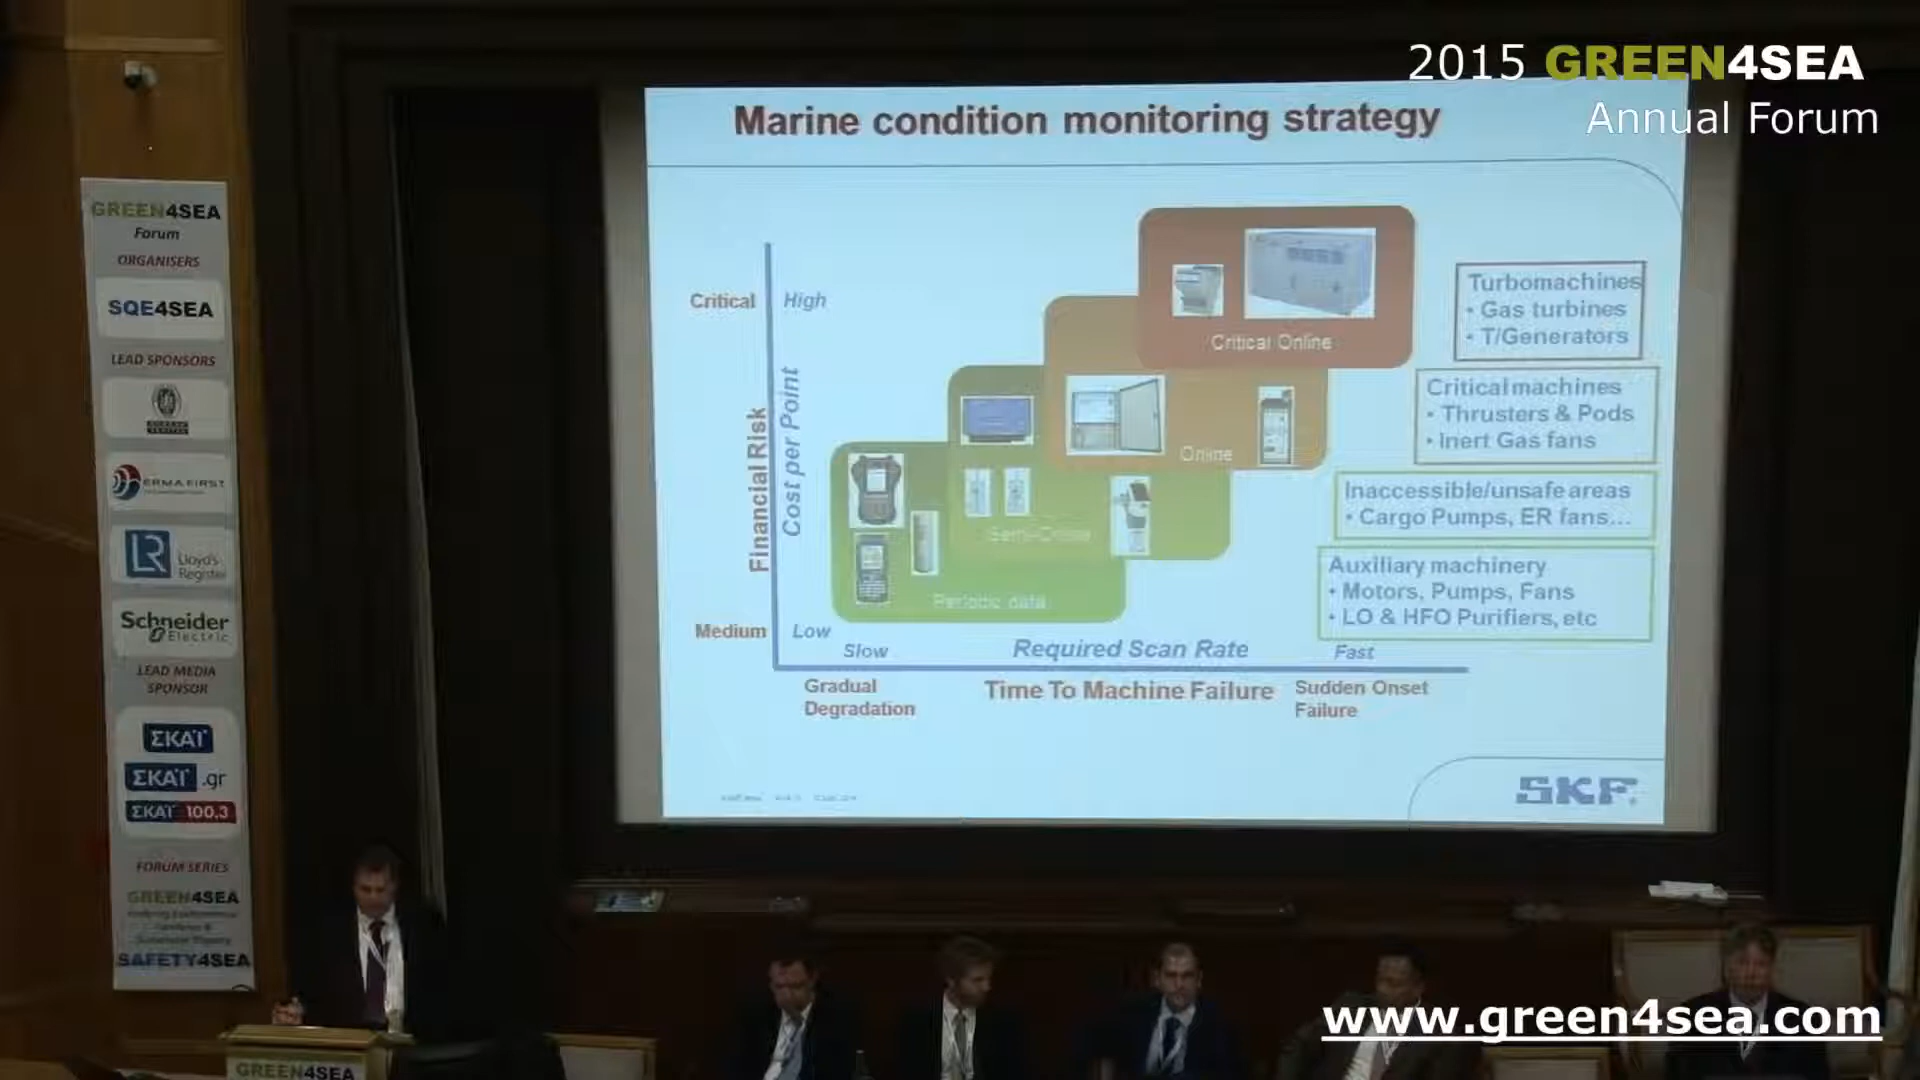 2015 GREEN4SEA
Annual Forum
GREEN4SEA
Forum
ORGANISERS
SQE4SEA
LEAD SPONSORS
ERMA FIRST
LR
Lloyd's
Register
Schneider
Electric
LEAD MEDIA
SPONSOR
ΣΚΑΪ
ΣΚΑΪ.gr
ΣΚΑΪ 100.3
FORUM SERIES
GREEN4SEA
SAFETY4SEA
GREEN4SEA
Marine condition monitoring strategy
Critical
High
Financial Risk
Cost per Point
Medium
Low
Slow
Required Scan Rate
Fast
Gradual
Degradation
Time To Machine Failure
Sudden Onset
Failure
Critical Online
Online
Semi-Online
Periodic data
Turbomachines
• Gas turbines
• T/Generators
Critical machines
• Thrusters & Pods
• Inert Gas fans
Inaccessible/unsafe areas
• Cargo Pumps, ER fans...
Auxiliary machinery
• Motors, Pumps, Fans
• LO & HFO Purifiers, etc
SKF
www.green4sea.com